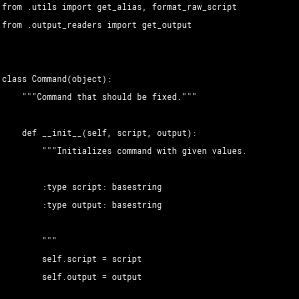 from .utils import get_alias, format_raw_script
from .output_readers import get_output
class Command(object):
    """Command that should be fixed."""
    def __init__(self, script, output):
        """Initializes command with given values.
        :type script: basestring
        :type output: basestring
        """
        self.script = script
        self.output = output